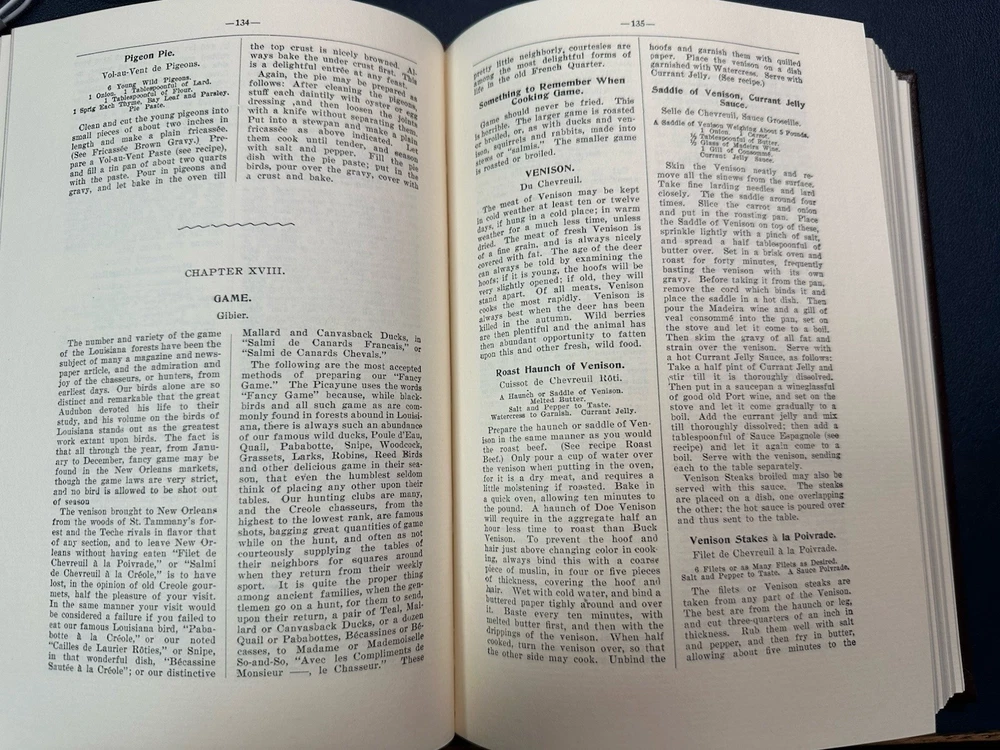 —134—
Pigeon Pie.
Vol-au-Vent de Pigeons.
6 Young Wild Pigeons.
1 Onion. 1 Tablespoonful of Lard.
1 Tablespoonful of Flour.
1 Sprig Each Thyme, Bay Leaf and Parsley.
Pie Paste.
Clean and cut the young pigeons into
small pieces of about two inches in
length and make a plain fricassée.
(See Fricassée Brown Gravy.) Pre-
pare a Vol-au-Vent Paste (see recipe),
and fill a tin pan of about two quarts
with the paste. Pour in pigeons and
gravy, and let bake in the oven till
the top crust is nicely browned. Al-
ways bake the under crust first. This
is a delightful entrée at any feast.
Again, the pie may be prepared as
follows: After cleaning the pigeons,
stuff each daintily with oyster or egg
dressing ,and then loosen the joints
with a knife without separating them.
Put into a stewpan and make a plain
fricassée as above indicated. Let
them cook until tender, and season
with salt and pepper. Fill the pie
dish with the pie paste; put in the
birds, pour over the gravy, cover with
a crust and bake.
CHAPTER XVIII.
GAME.
Gibier.
The number and variety of the game
of the Louisiana forests have been the
subject of many a magazine and news-
paper article, and the admiration and
joy of the chasseurs, or hunters, from
earliest days. Our birds alone are so
distinct and remarkable that the great
Audubon devoted his life to their
study, and his volume on the birds of
Louisiana stands out as the greatest
work extant upon birds. The fact is
that all through the year, from Janu-
ary to December, fancy game may be
found in the New Orleans markets,
though the game laws are very strict,
and no bird is allowed to be shot out
of season
The venison brought to New Orleans
from the woods of St. Tammany's for-
est and the Teche rivals in flavor that
of any section, and to leave New Or-
leans without having eaten "Filet de
Chevreuil à la Poivrade," or "Salmi
de Chevreuil à la Créole," is to have
lost, in the opinion of old Creole gour-
mets, half the pleasure of your visit.
In the same manner your visit would
be considered a failure if you failed to
eat our famous Louisiana bird, "Paba-
botte à la Créole," or our noted
"Cailles de Laurier Rôties," or Snipe,
in that wonderful dish, "Bécassine
Sautée à la Créole"; or our distinctive
Mallard and Canvasback Ducks, in
"Salmi de Canards Francais," or
"Salmi de Canards Chevals."
The following are the most accepted
methods of preparing our "Fancy
Game." The Picayune uses the words
"Fancy Game" because, while black-
birds and all such game as are com-
monly found in forests abound in Louisi-
ana, there is always such an abundance
of our famous wild ducks, Poule d'Eau,
Quail, Pababotte, Snipe, Woodcock,
Grassets, Larks, Robins, Reed Birds
and other delicious game in their sea-
son, that even the humblest seldom
think of placing any other upon their
tables. Our hunting clubs are many,
and the Creole chasseurs, from the
highest to the lowest rank, are famous
shots, bagging great quantities of game
while on the hunt, and often as not
courteously supplying the tables of
their neighbors for squares around
when they return from their weekly
sport. It is quite the proper thing
among ancient families, when the gen-
tlemen go on a hunt, for them to send,
upon their return, a pair of Teal, Mal-
lard or Canvasback Ducks, or a dozen
Quail or Pababottes, Bécassines or Bé-
casses, to Madame or Mademoiselle
So-and-So, "Avec les Compliments de
Monsieur ——, le Chasseur." These
—135—
pretty little neighborly, courtesies are
among the most delightful forms of
life in the old French Quarter.
Something to Remember When
Cooking Game.
Game should never be fried. This
is horrible. The larger game is roasted
or broiled, or, as with ducks and ven-
ison, squirrels and rabbits, made into
stews or "salmis." The smaller game
is roasted or broiled.
VENISON.
Du Chevreuil.
The meat of Venison may be kept
in cold weather at least ten or twelve
days, if hung in a cold place; in warm
weather for a much less time, unless
dried. The meat of fresh Venison is
of a fine grain, and is always nicely
covered with fat. The age of the deer
can always be told by examining the
hoofs; if it is young, the hoofs will be
very slightly opened; if old, they will
stand apart. Of all meats, Venison
cooks the most rapidly. Venison is
always best when the deer has been
killed in the autumn. Wild berries
are then plentiful and the animal has
then abundant opportunity to fatten
upon this and other fresh, wild food.
Roast Haunch of Venison.
Cuissot de Chevreuil Rôti.
A Haunch or Saddle of Venison.
Melted Butter.
Salt and Pepper to Taste.
Watercress to Garnish. Currant Jelly.
Prepare the haunch or saddle of Ven-
ison in the same manner as you would
the roast beef. (See recipe Roast
Beef.) Only pour a cup of water over
the venison when putting in the oven,
for it is a dry meat, and requires a
little moistening if roasted. Bake in
a quick oven, allowing ten minutes to
the pound. A haunch of Doe Venison
will require in the aggregate half an
hour less time to roast than Buck
Venison. To prevent the hoof and
hair just above changing color in cook-
ing, always bind this with a coarse
piece of muslin, in four or five pieces
of thickness, covering the hoof and
hair. Wet with cold water, and bind a
buttered paper tightly around and over
it. Baste every ten minutes, with
melted butter first, and then with the
drippings of the venison. When half
cooked, turn the venison over, so that
the other side may cook. Unbind the
hoofs and garnish them with quilled
paper. Place the venison on a dish
garnished with Watercress. Serve with
Currant Jelly. (See recipe.)
Saddle of Venison, Currant Jelly
Sauce.
Selle de Chevreuil, Sauce Groseille.
A Saddle of Venison Weighing About 5 Pounds.
1 Onion. 1 Carrot.
½ Tablespoonful of Butter.
½ Glass of Madeira Wine.
1 Gill of Consommé.
Currant Jelly Sauce.
Skin the Venison neatly and re-
move all the sinews from the surface.
Take fine larding needles and lard
closely. Tie the saddle around four
times. Slice the carrot and onion
and put in the roasting pan. Place
the Saddle of Venison on top of these,
sprinkle lightly with a pinch of salt,
and spread a half tablespoonful of
butter over. Set in a brisk oven and
roast for forty minutes, frequently
basting the venison with its own
gravy. Before taking it from the pan,
remove the cord which binds it and
place the saddle in a hot dish. Then
pour the Madeira wine and a gill of
veal consommé into the pan, set on
the stove and let it come to a boil.
Then skim the gravy of all fat and
strain over the venison. Serve with
a hot Currant Jelly Sauce, as follows:
Take a half pint of Currant Jelly and
stir till it is thoroughly dissolved.
Then put in a saucepan a wineglassful
of good old Port wine, and set on the
stove and let it come gradually to a
boil. Add the currant jelly and mix
till thoroughly dissolved; then add a
tablespoonful of Sauce Espagnole (see
recipe) and let it again come to a
boil. Serve with the venison, sending
each to the table separately.
Venison Steaks broiled may also be
served with this sauce. The steaks
are placed on a dish, one overlapping
the other; the hot sauce is poured over
and thus sent to the table.
Venison Stakes à la Poivrade.
Filet de Chevreuil à la Poivrade.
6 Filets or as Many as Desired.
Salt and Pepper to Taste. A Sauce Poivrade.
The filets or Venison steaks are
taken from any part of the Venison.
The best are from the haunch or leg,
and cut three-quarters of an inch in
thickness. Rub them well with salt
and pepper, and then fry in butter,
allowing about five minutes to the